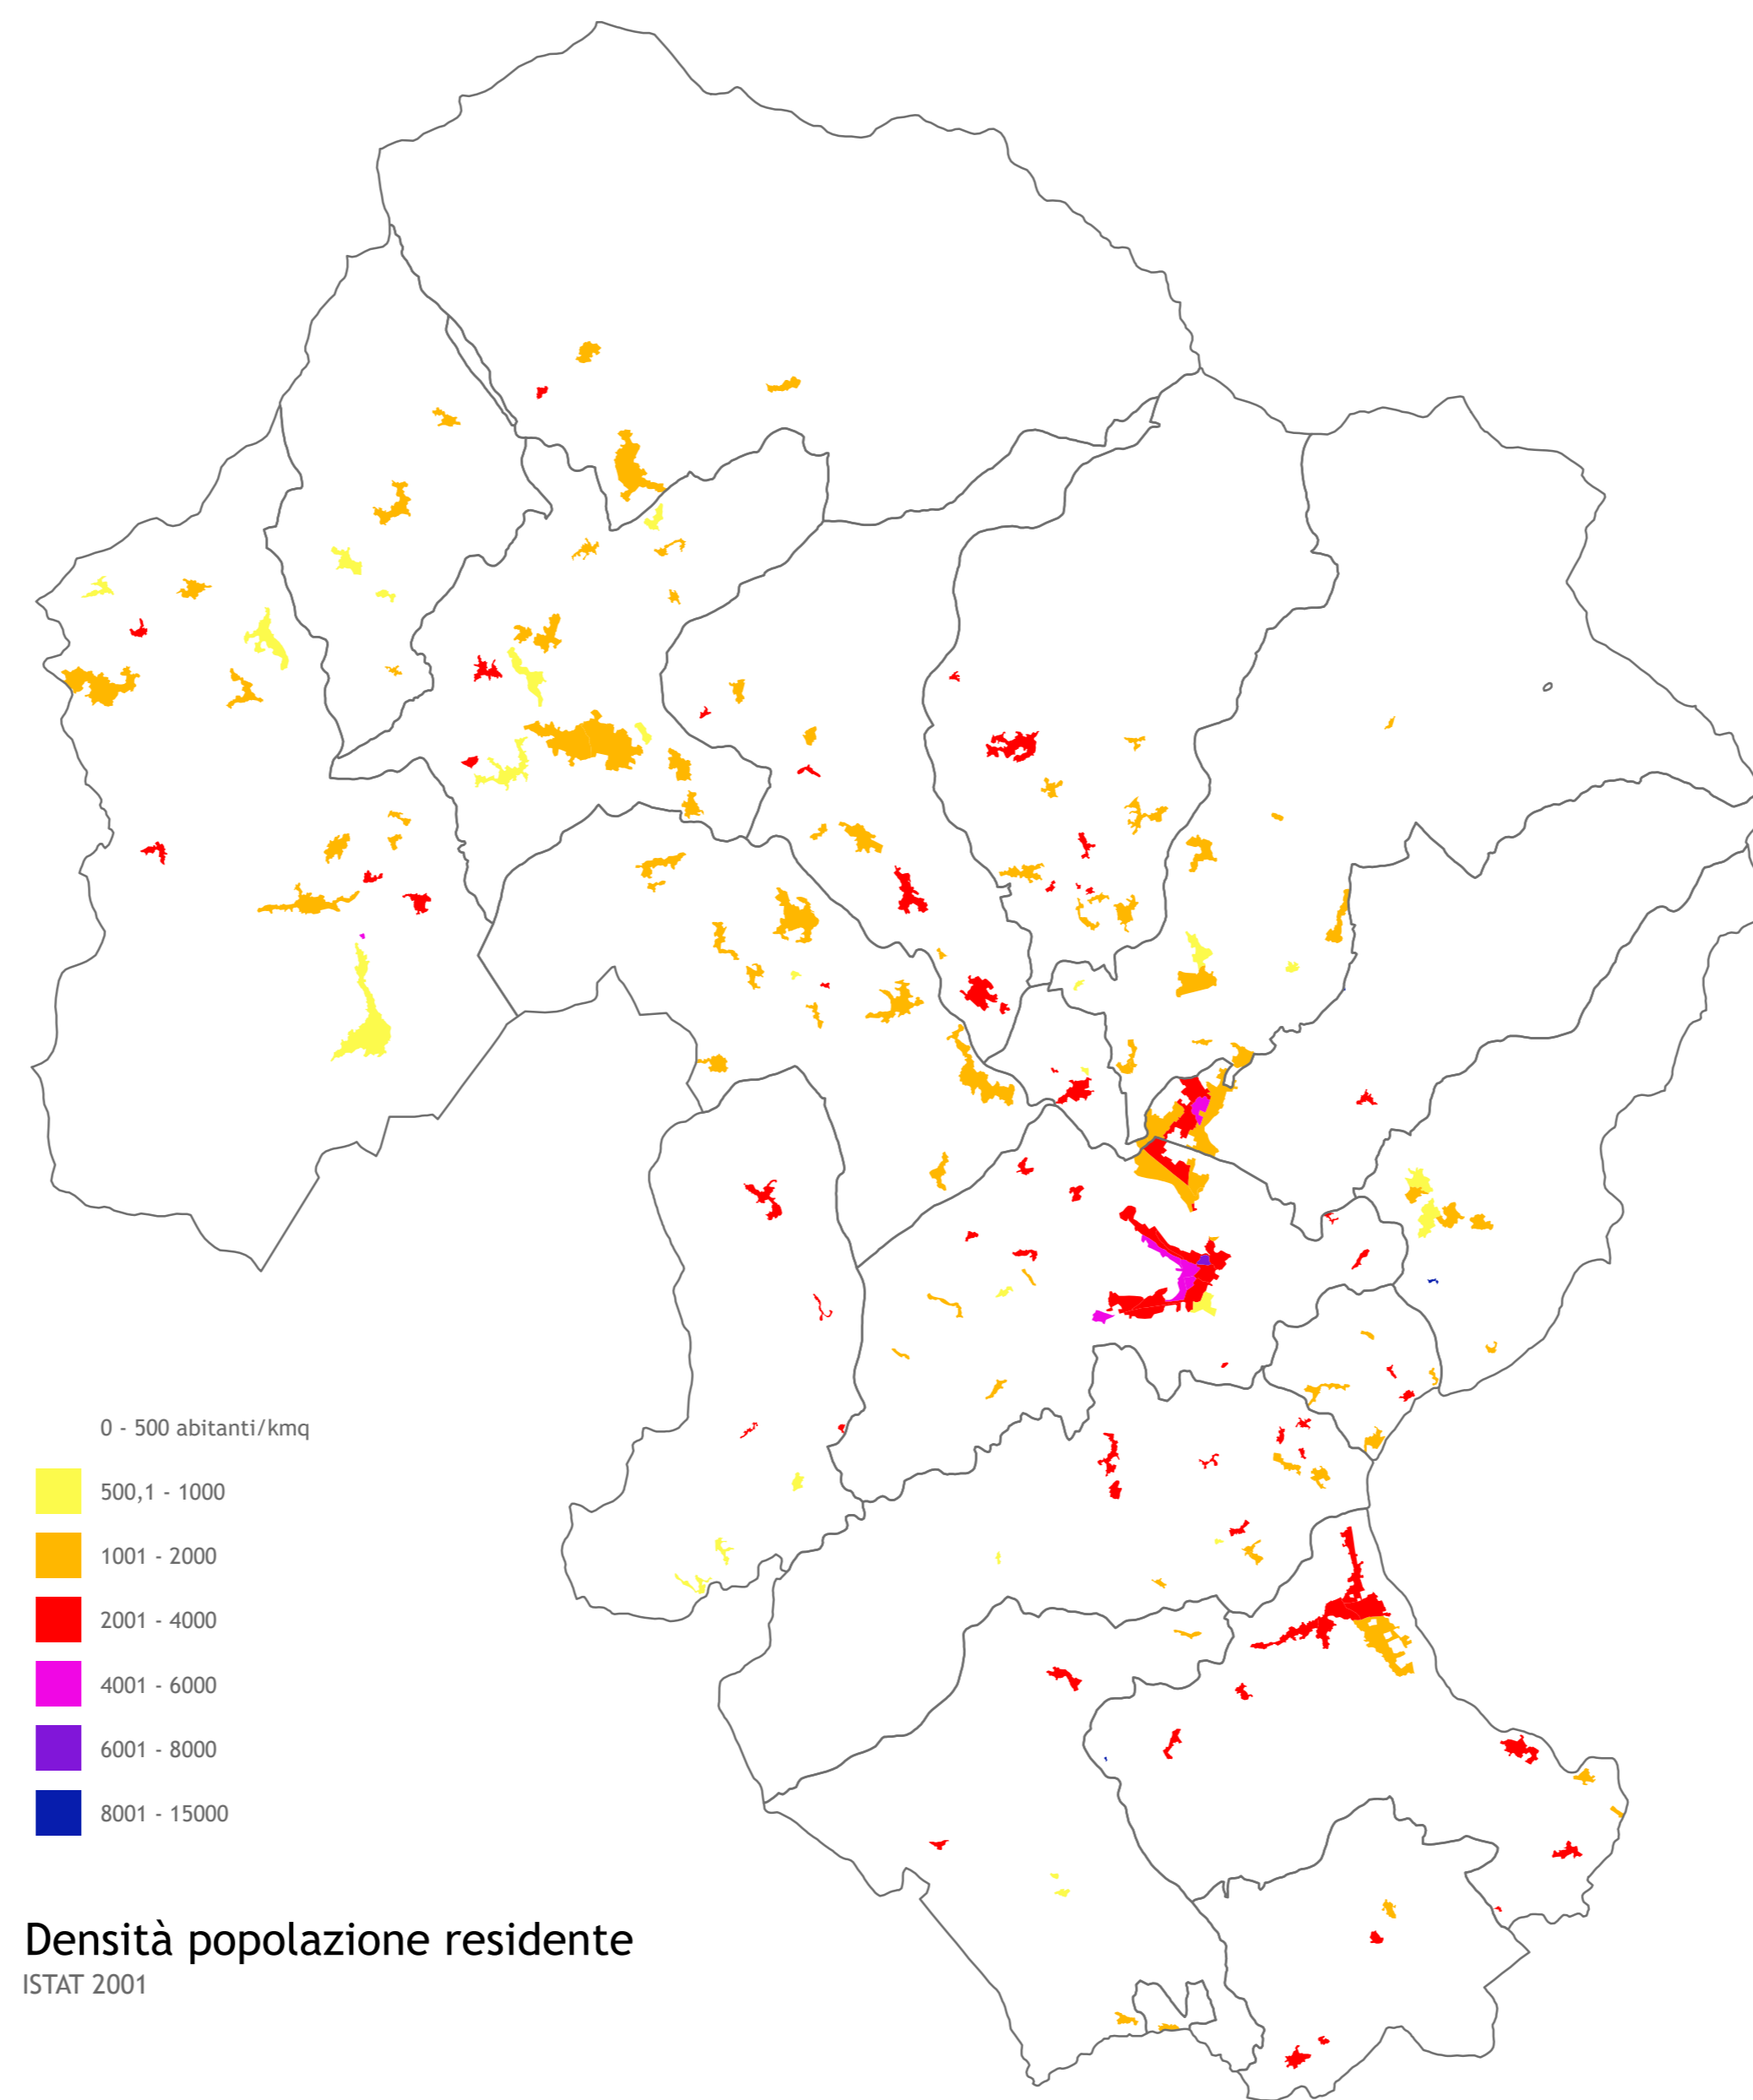 0 - 500 abitanti/kmq
500,1 - 1000
1001 - 2000
2001 - 4000
4001 - 6000
6001 - 8000
8001 - 15000
Densità popolazione residente
ISTAT 2001